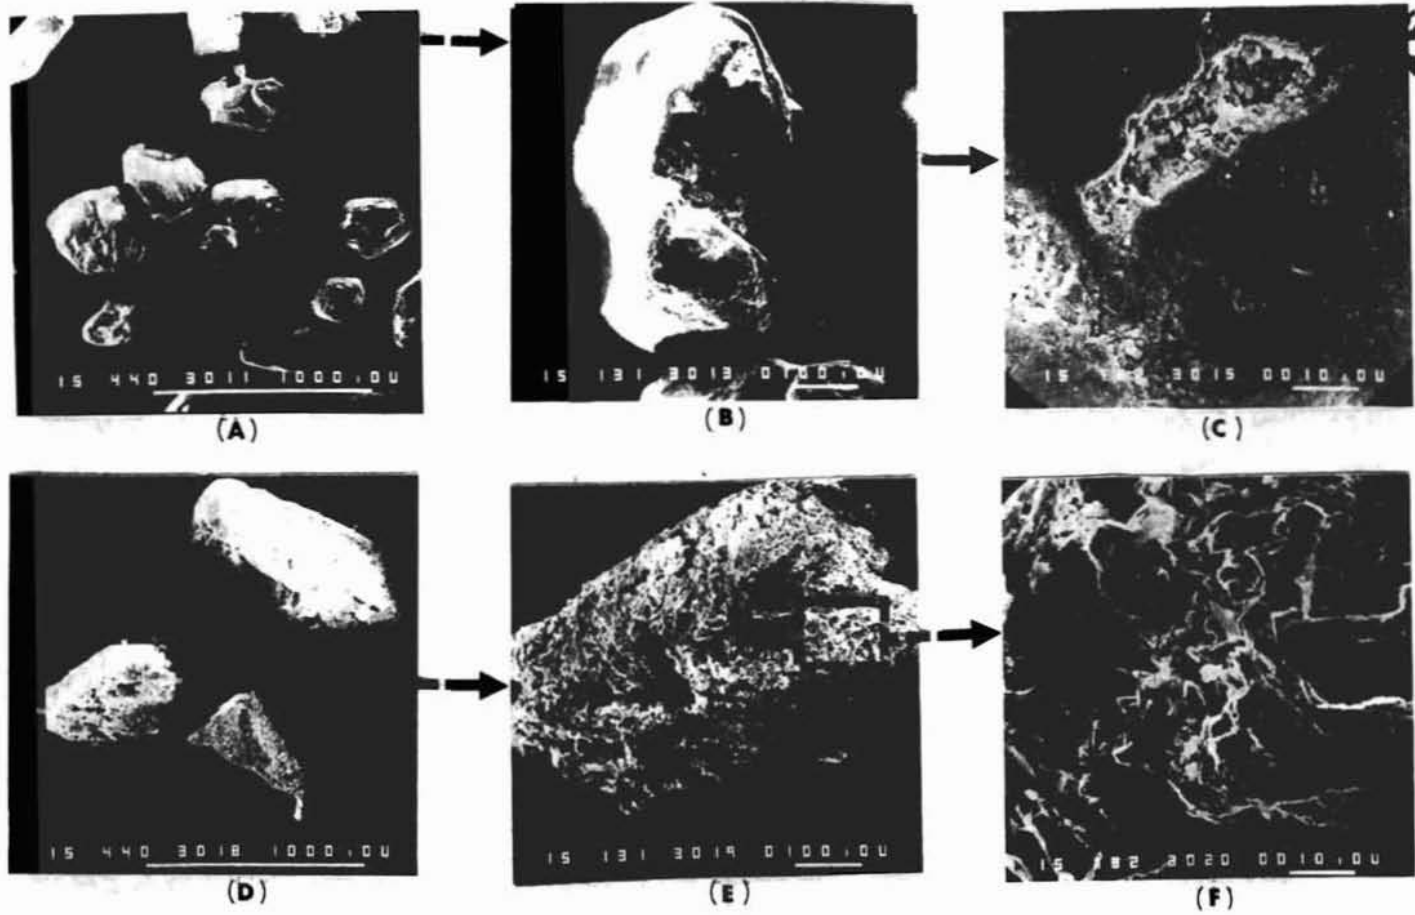 15 440 3011 1000.0U
(A)
15 131 3013 0100.0U
(B)
15 3015 0010.0U
(C)
15 440 3018 1000.0U
(D)
15 131 3019 0100.0U
(E)
15 3020 0010.0U
(F)